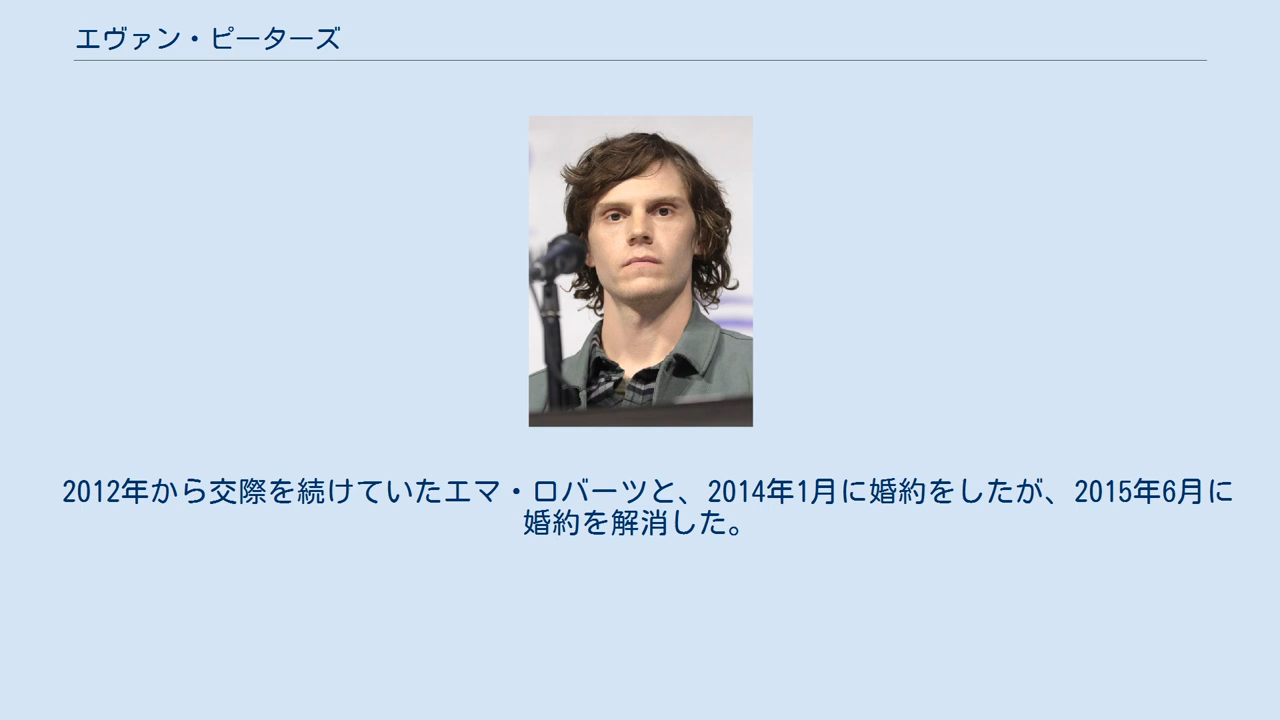 エヴァン・ピーターズ
2012年から交際を続けていたエマ・ロバーツと、2014年1月に婚約をしたが、2015年6月に
婚約を解消した。